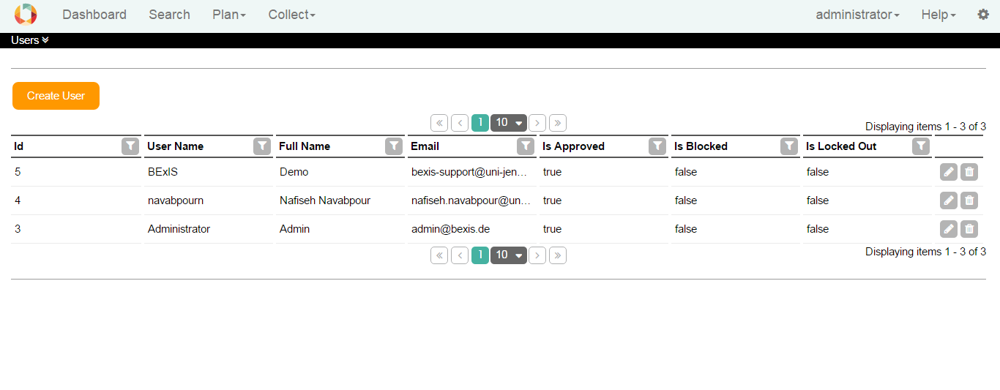 Dashboard Search Plan Collect administrator Help
Users
Create User
« ‹ 1 10 › »
Displaying items 1 - 3 of 3
Id User Name Full Name Email Is Approved Is Blocked Is Locked Out
5 BExIS Demo bexis-support@uni-jen... true false false
4 navabpourn Nafiseh Navabpour nafiseh.navabpour@un... true false false
3 Administrator Admin admin@bexis.de true false false
« ‹ 1 10 › »
Displaying items 1 - 3 of 3